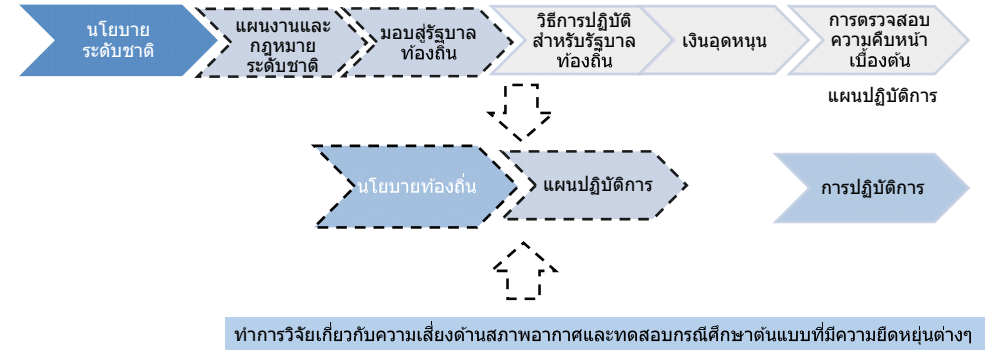 นโยบาย
ระดับชาติ
แผนงานและ
กฎหมาย
ระดับชาติ
มอบสู่รัฐบาล
ท้องถิ่น
วิธีการปฏิบัติ
สำหรับรัฐบาล
ท้องถิ่น
เงินอุดหนุน
การตรวจสอบ
ความคืบหน้า
เบื้องต้น
แผนปฏิบัติการ
นโยบายท้องถิ่น
แผนปฏิบัติการ
การปฏิบัติการ
ทำการวิจัยเกี่ยวกับความเสี่ยงด้านสภาพอากาศและทดสอบกรณีศึกษาต้นแบบที่มีความยืดหยุ่นต่างๆ